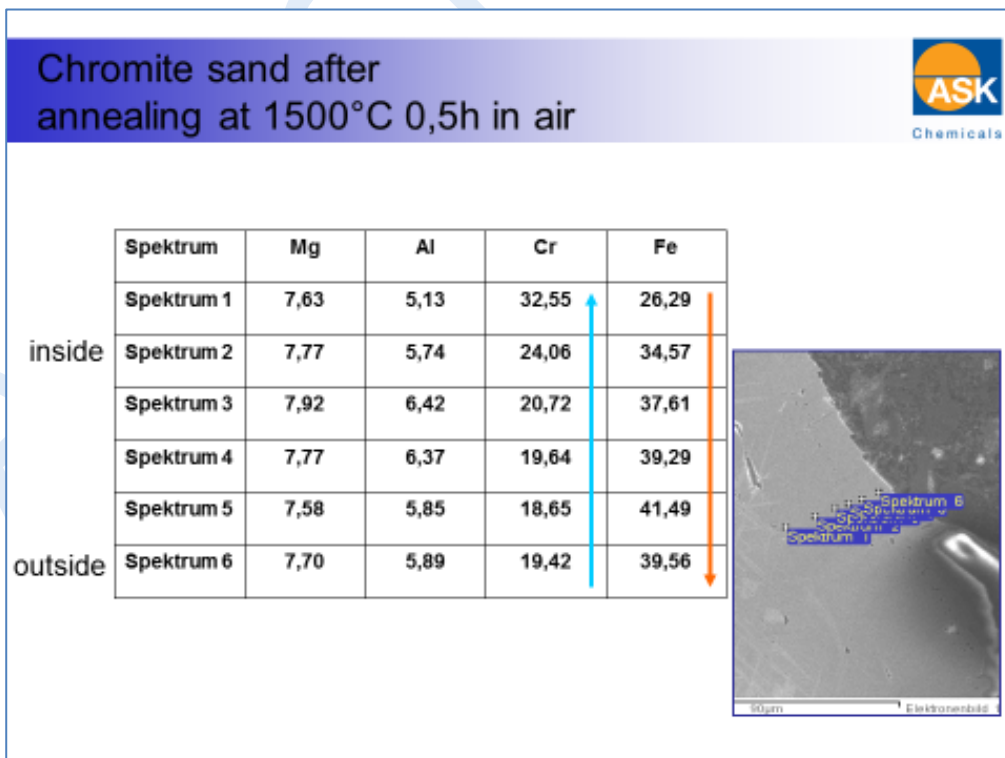 Chromite sand after
annealing at 1500°C 0,5h in air
ASK
Chemicals
Spektrum Mg Al Cr Fe
Spektrum 1 7,63 5,13 32,55 26,29
inside Spektrum 2 7,77 5,74 24,06 34,57
Spektrum 3 7,92 6,42 20,72 37,61
Spektrum 4 7,77 6,37 19,64 39,29
Spektrum 5 7,58 5,85 18,65 41,49
outside Spektrum 6 7,70 5,89 19,42 39,56
Spektrum 6
Spektrum 1
90µm Elektronenbild 1